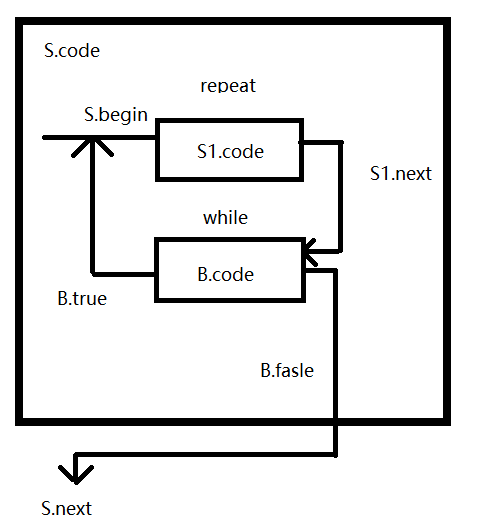 S.code
repeat
S.begin
S1.code
S1.next
while
B.code
B.true
B.fasle
S.next